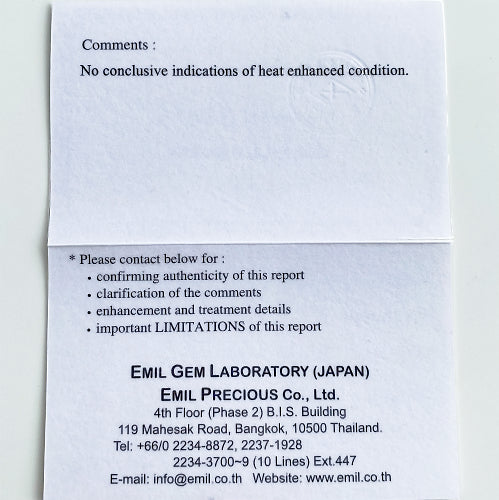 Comments :
No conclusive indications of heat enhanced condition.
* Please contact below for :
• confirming authenticity of this report
• clarification of the comments
• enhancement and treatment details
• important LIMITATIONS of this report
EMIL GEM LABORATORY (JAPAN)
EMIL PRECIOUS Co., Ltd.
4th Floor (Phase 2) B.I.S. Building
119 Mahesak Road, Bangkok, 10500 Thailand.
Tel: +66/0 2234-8872, 2237-1928
2234-3700~9 (10 Lines) Ext.447
E-mail: info@emil.co.th Website: www.emil.co.th